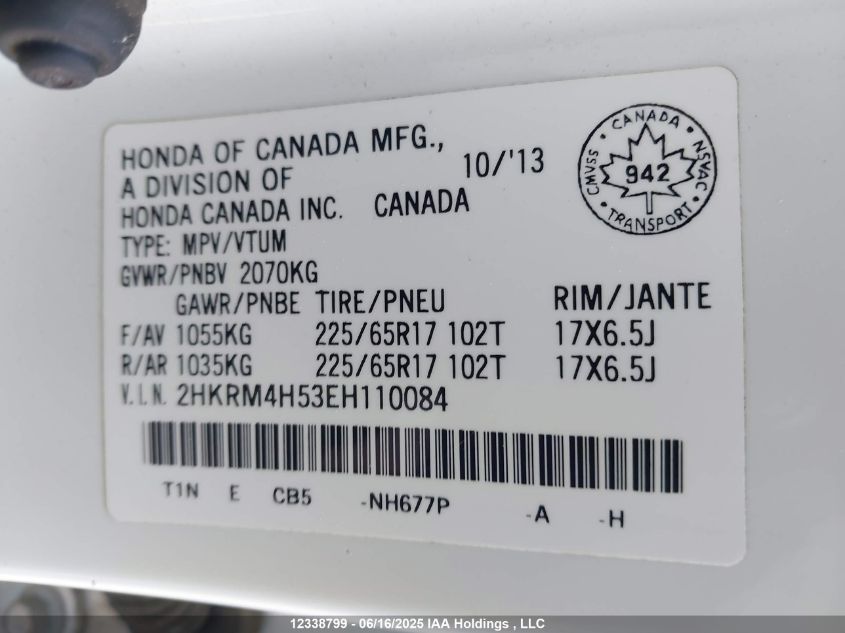 HONDA OF CANADA MFG.,
A DIVISION OF
HONDA CANADA INC. CANADA
10/'13
TYPE: MPV/VTUM
GVWR/PNBV 2070KG
GAWR/PNBE TIRE/PNEU RIM/JANTE
F/AV 1055KG 225/65R17 102T 17X6.5J
R/AR 1035KG 225/65R17 102T 17X6.5J
V.I.N. 2HKRM4H53EH110084
T1N E CB5 -NH677P -A -H
CANADA
CMVSS 942 NSVAC
TRANSPORT
12338799 - 06/16/2025 IAA Holdings , LLC